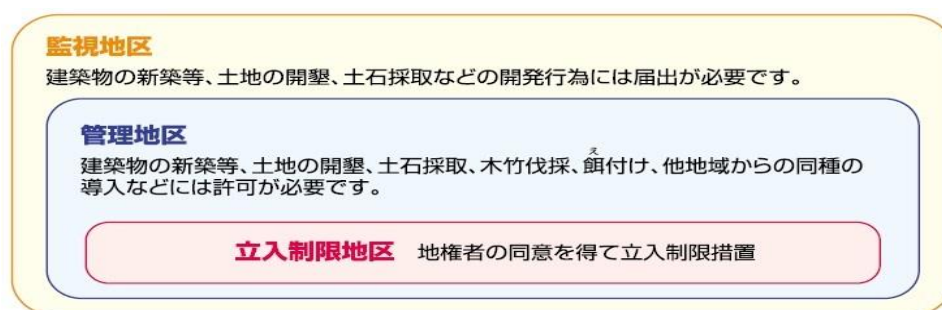 監視地区
建築物の新築等、土地の開墾、土石採取などの開発行為には届出が必要です。
管理地区
え
建築物の新築等、土地の開墾、土石採取、木竹伐採、餌付け、他地域からの同種の
導入などには許可が必要です。
立入制限地区 地権者の同意を得て立入制限措置